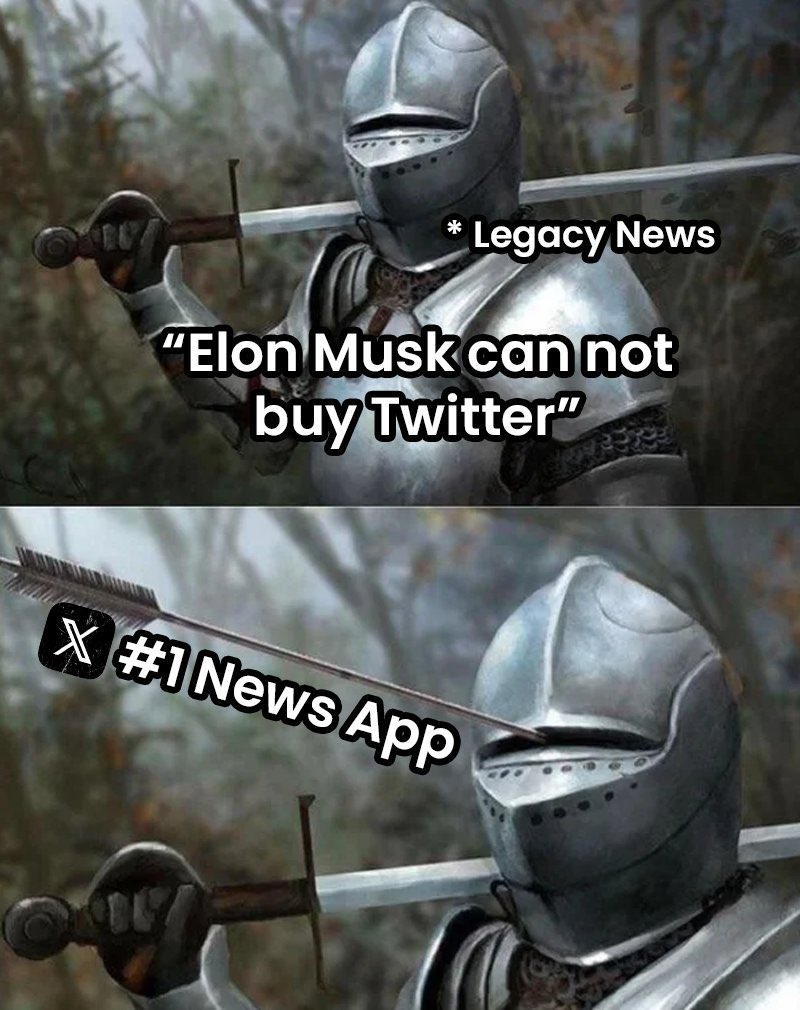 * Legacy News
“Elon Musk can not
buy Twitter”
X #1 News App